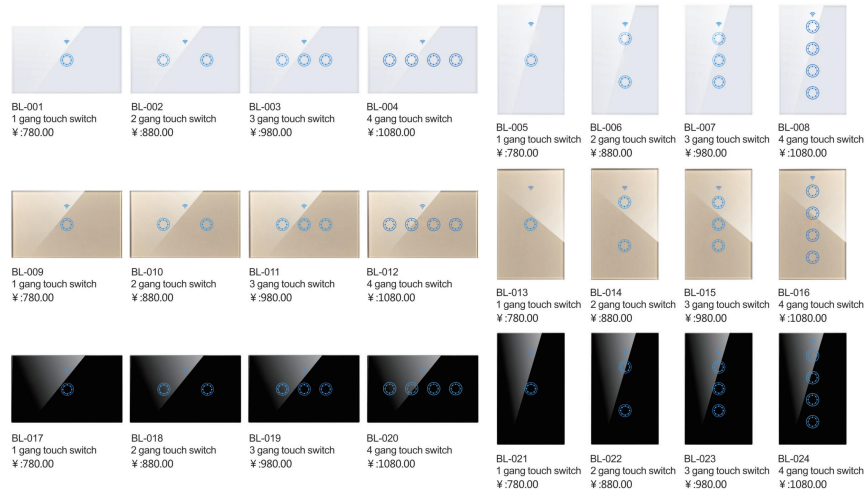 BL-001
1 gang touch switch
¥ :780.00
BL-002
2 gang touch switch
¥ :880.00
BL-003
3 gang touch switch
¥ :980.00
BL-004
4 gang touch switch
¥ :1080.00
BL-005
1 gang touch switch
¥ :780.00
BL-006
2 gang touch switch
¥ :880.00
BL-007
3 gang touch switch
¥ :980.00
BL-008
4 gang touch switch
¥ :1080.00
BL-009
1 gang touch switch
¥ :780.00
BL-010
2 gang touch switch
¥ :880.00
BL-011
3 gang touch switch
¥ :980.00
BL-012
4 gang touch switch
¥ :1080.00
BL-013
1 gang touch switch
¥ :780.00
BL-014
2 gang touch switch
¥ :880.00
BL-015
3 gang touch switch
¥ :980.00
BL-016
4 gang touch switch
¥ :1080.00
BL-017
1 gang touch switch
¥ :780.00
BL-018
2 gang touch switch
¥ :880.00
BL-019
3 gang touch switch
¥ :980.00
BL-020
4 gang touch switch
¥ :1080.00
BL-021
1 gang touch switch
¥ :780.00
BL-022
2 gang touch switch
¥ :880.00
BL-023
3 gang touch switch
¥ :980.00
BL-024
4 gang touch switch
¥ :1080.00